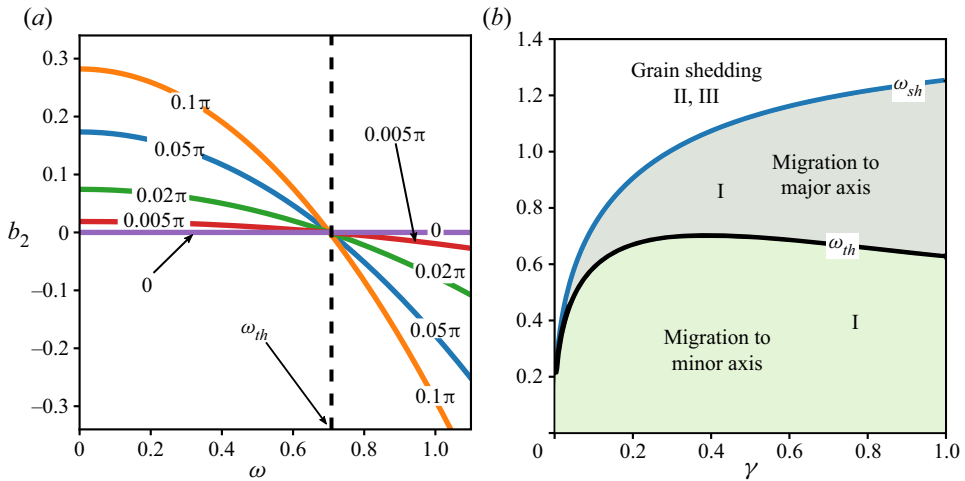 (a)
0.3
0.2
0.1
0
–0.1
–0.2
–0.3
b2
0.1π
0.05π
0.02π
0.005π
0
0.005π
0
0.02π
0.05π
0.1π
ωth
0
0.2
0.4
0.6
0.8
1.0
ω
(b)
1.4
1.2
1.0
0.8
0.6
0.4
0.2
Grain shedding
II, III
ωsh
Migration to
major axis
I
ωth
I
Migration to
minor axis
0
0.2
0.4
0.6
0.8
1.0
γ